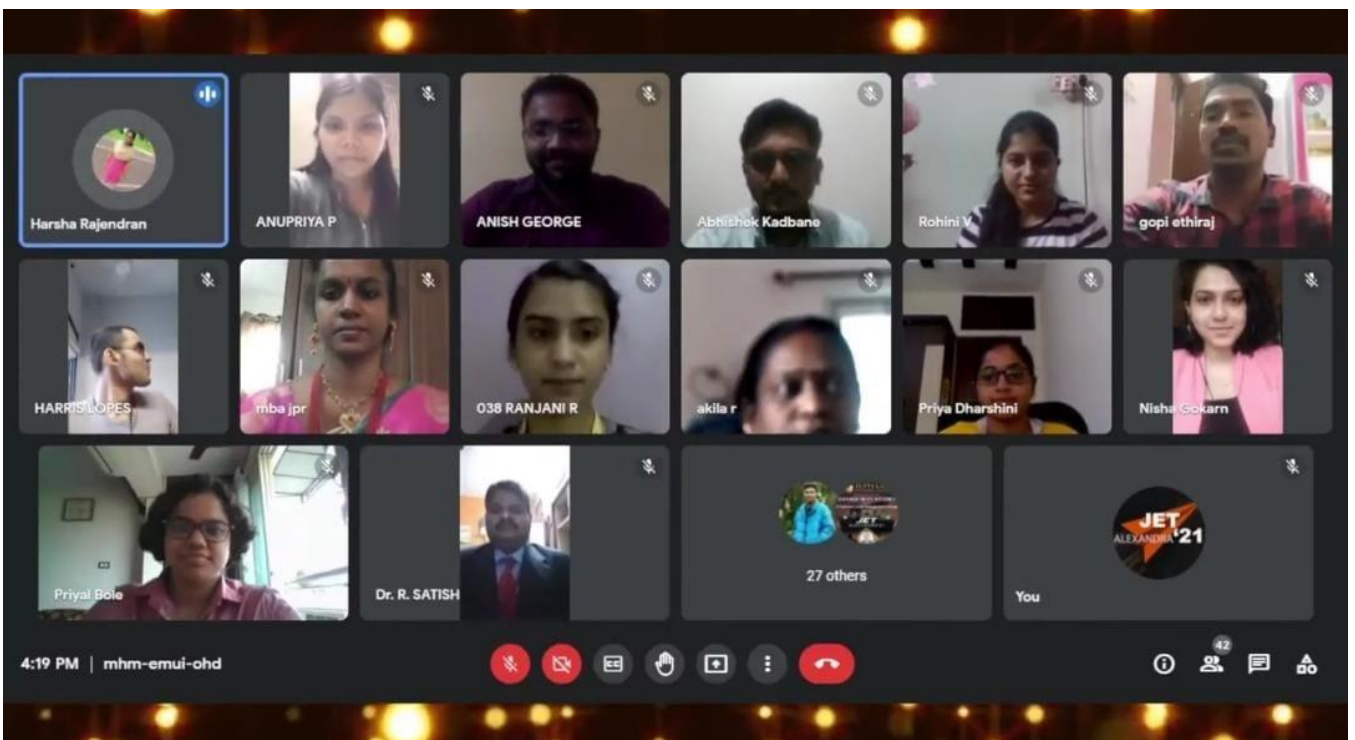 Harsha Rajendran
ANUPRIYA P
ANISH GEORGE
Abhishek Kadbane
Rohini V
gopi ethiraj
HARRIS LOPES
mba jpr
038 RANJANI R
akila r
Priya Dharshini
Nisha Gokarn
Priyal Bole
Dr. R. SATISH
JET
27 others
JET
ALEXANDRA '21
You
4:19 PM | mhm-emui-ohd
CC
42